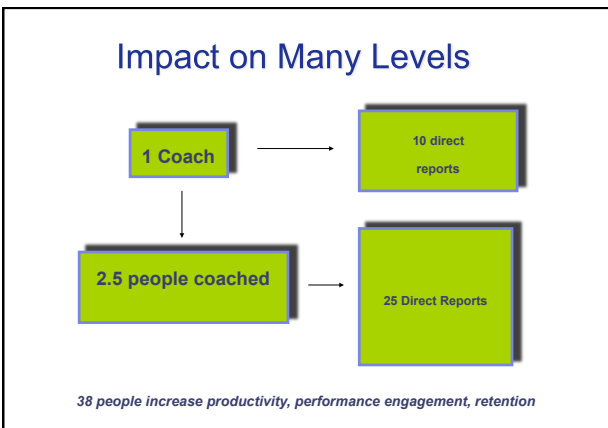 Impact on Many Levels
1 Coach
10 direct
reports
2.5 people coached
25 Direct Reports
38 people increase productivity, performance engagement, retention